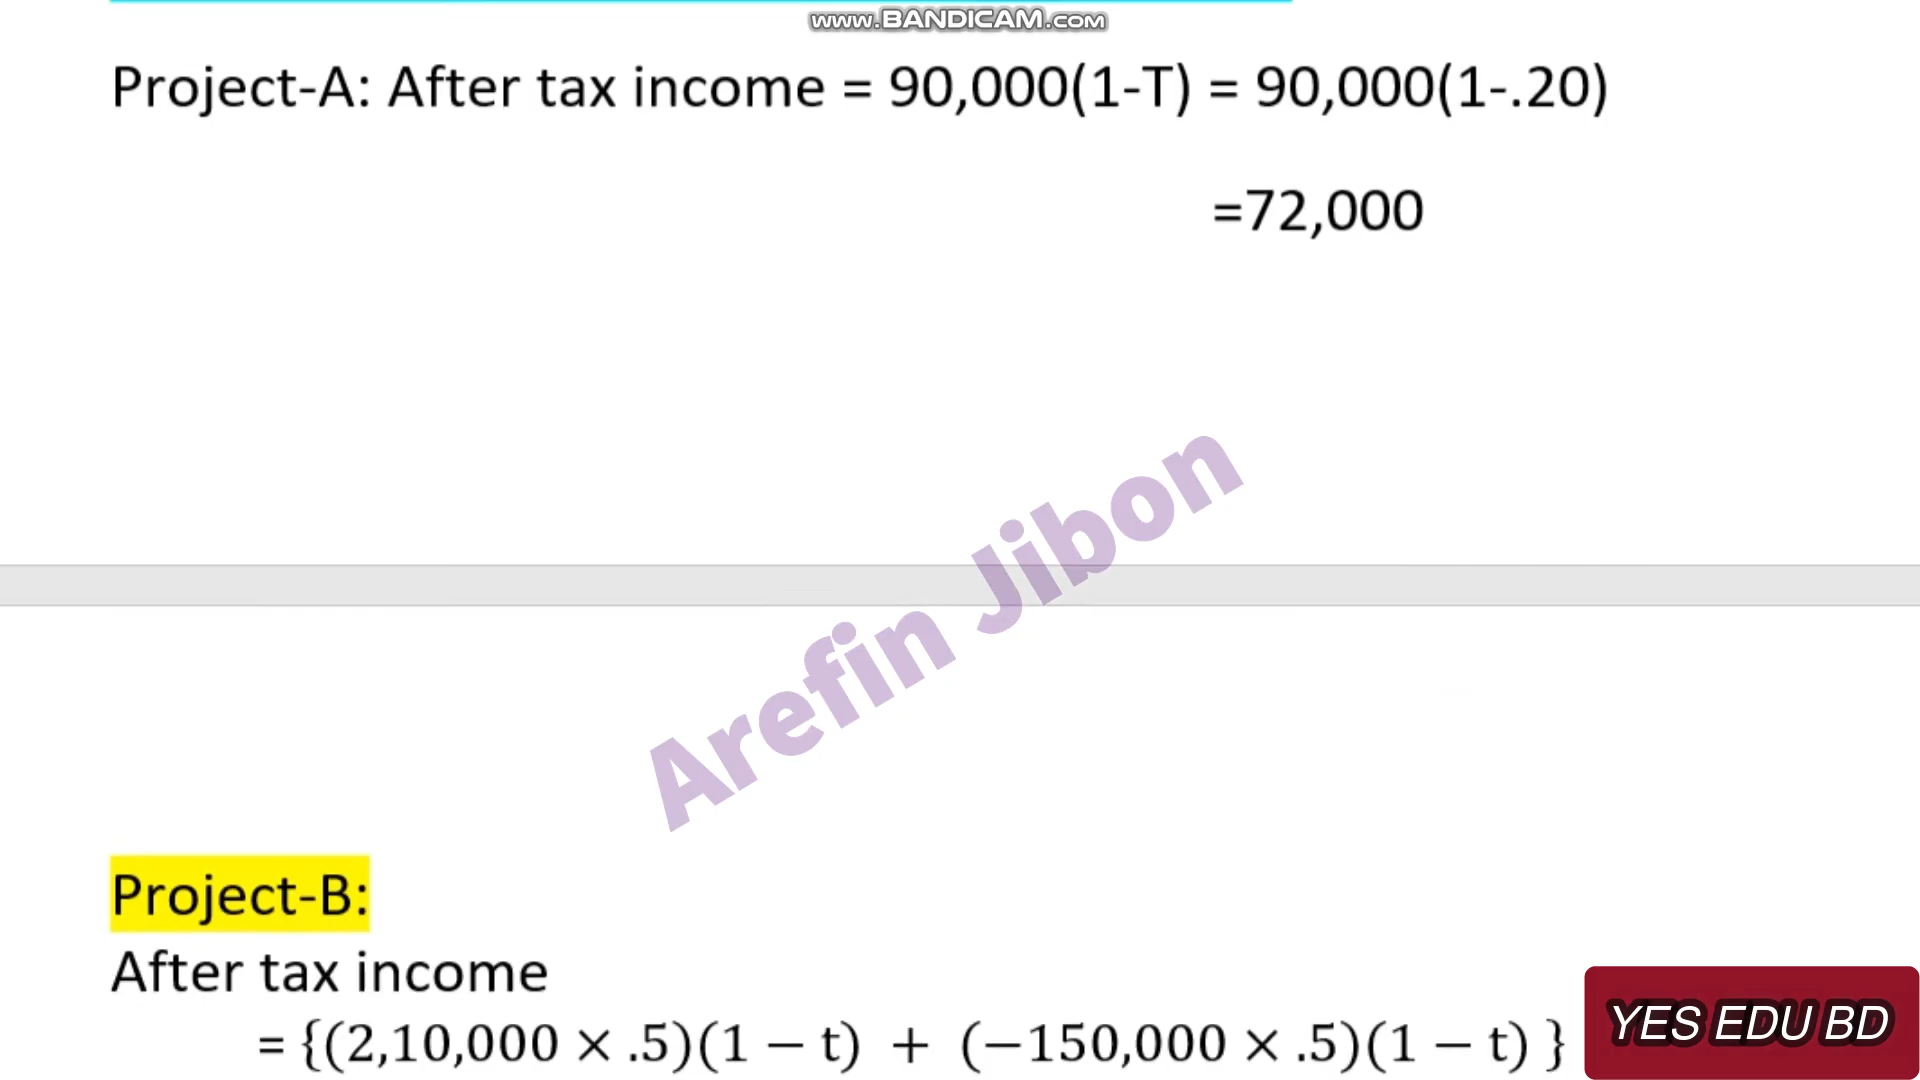 www.BANDICAM.com
Project-A: After tax income = 90,000(1-T) = 90,000(1-.20)
=72,000
Arefin Jibon
Project-B:
After tax income
= {(2,10,000 × .5)(1 − t) + (−150,000 × .5)(1 − t) }
YES EDU BD